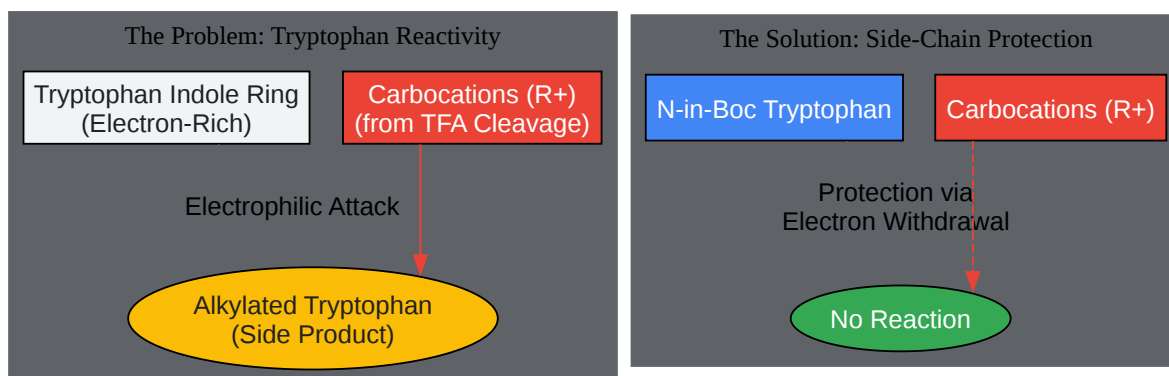 The Problem: Tryptophan Reactivity
Tryptophan Indole Ring
(Electron-Rich)
Carbocations (R+)
(from TFA Cleavage)
Electrophilic Attack
Alkylated Tryptophan
(Side Product)
The Solution: Side-Chain Protection
N-in-Boc Tryptophan
Carbocations (R+)
Protection via
Electron Withdrawal
No Reaction